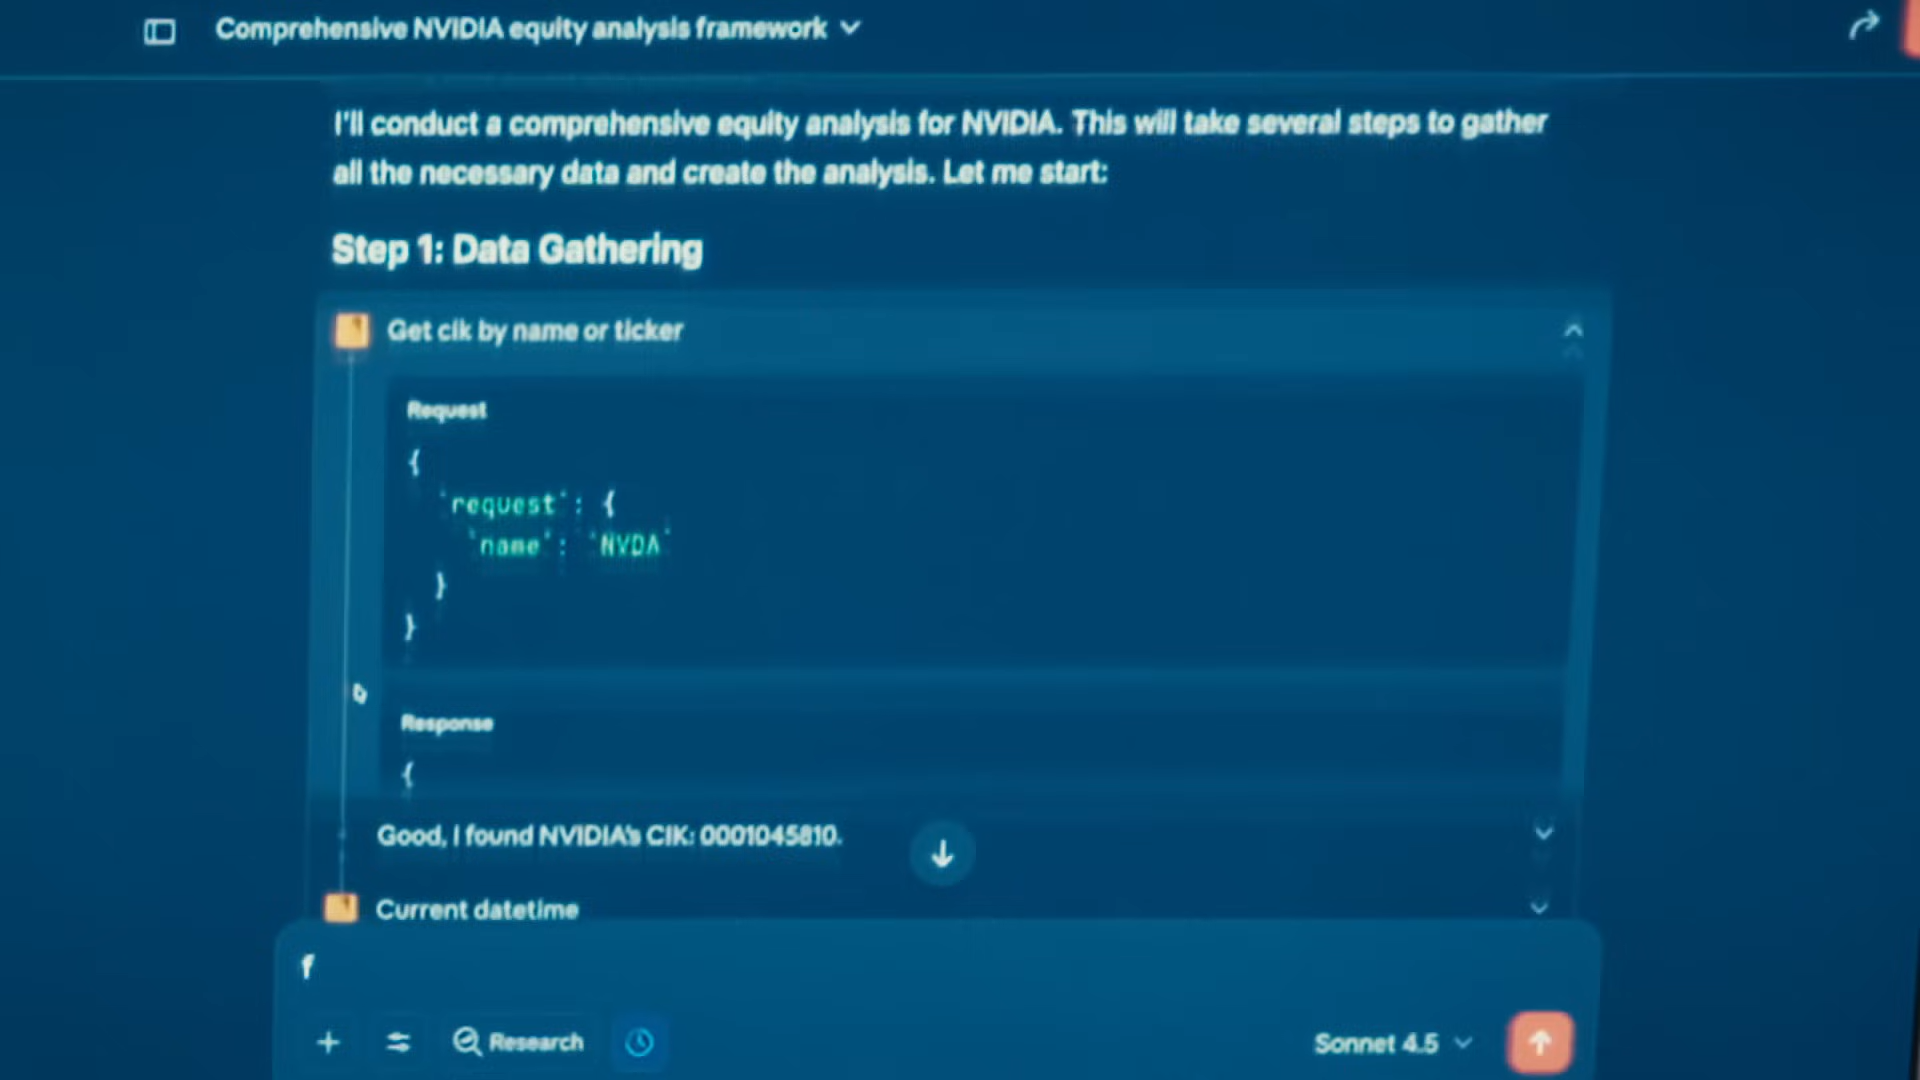 Comprehensive NVIDIA equity analysis framework
I'll conduct a comprehensive equity analysis for NVIDIA. This will take several steps to gather
all the necessary data and create the analysis. Let me start:
Step 1: Data Gathering
Get cik by name or ticker
Request
{
"request": {
"name": "NVDA"
}
}
Response
{
Good, I found NVIDIA's CIK: 0001045810.
Current datetime
f
Research
Sonnet 4.5